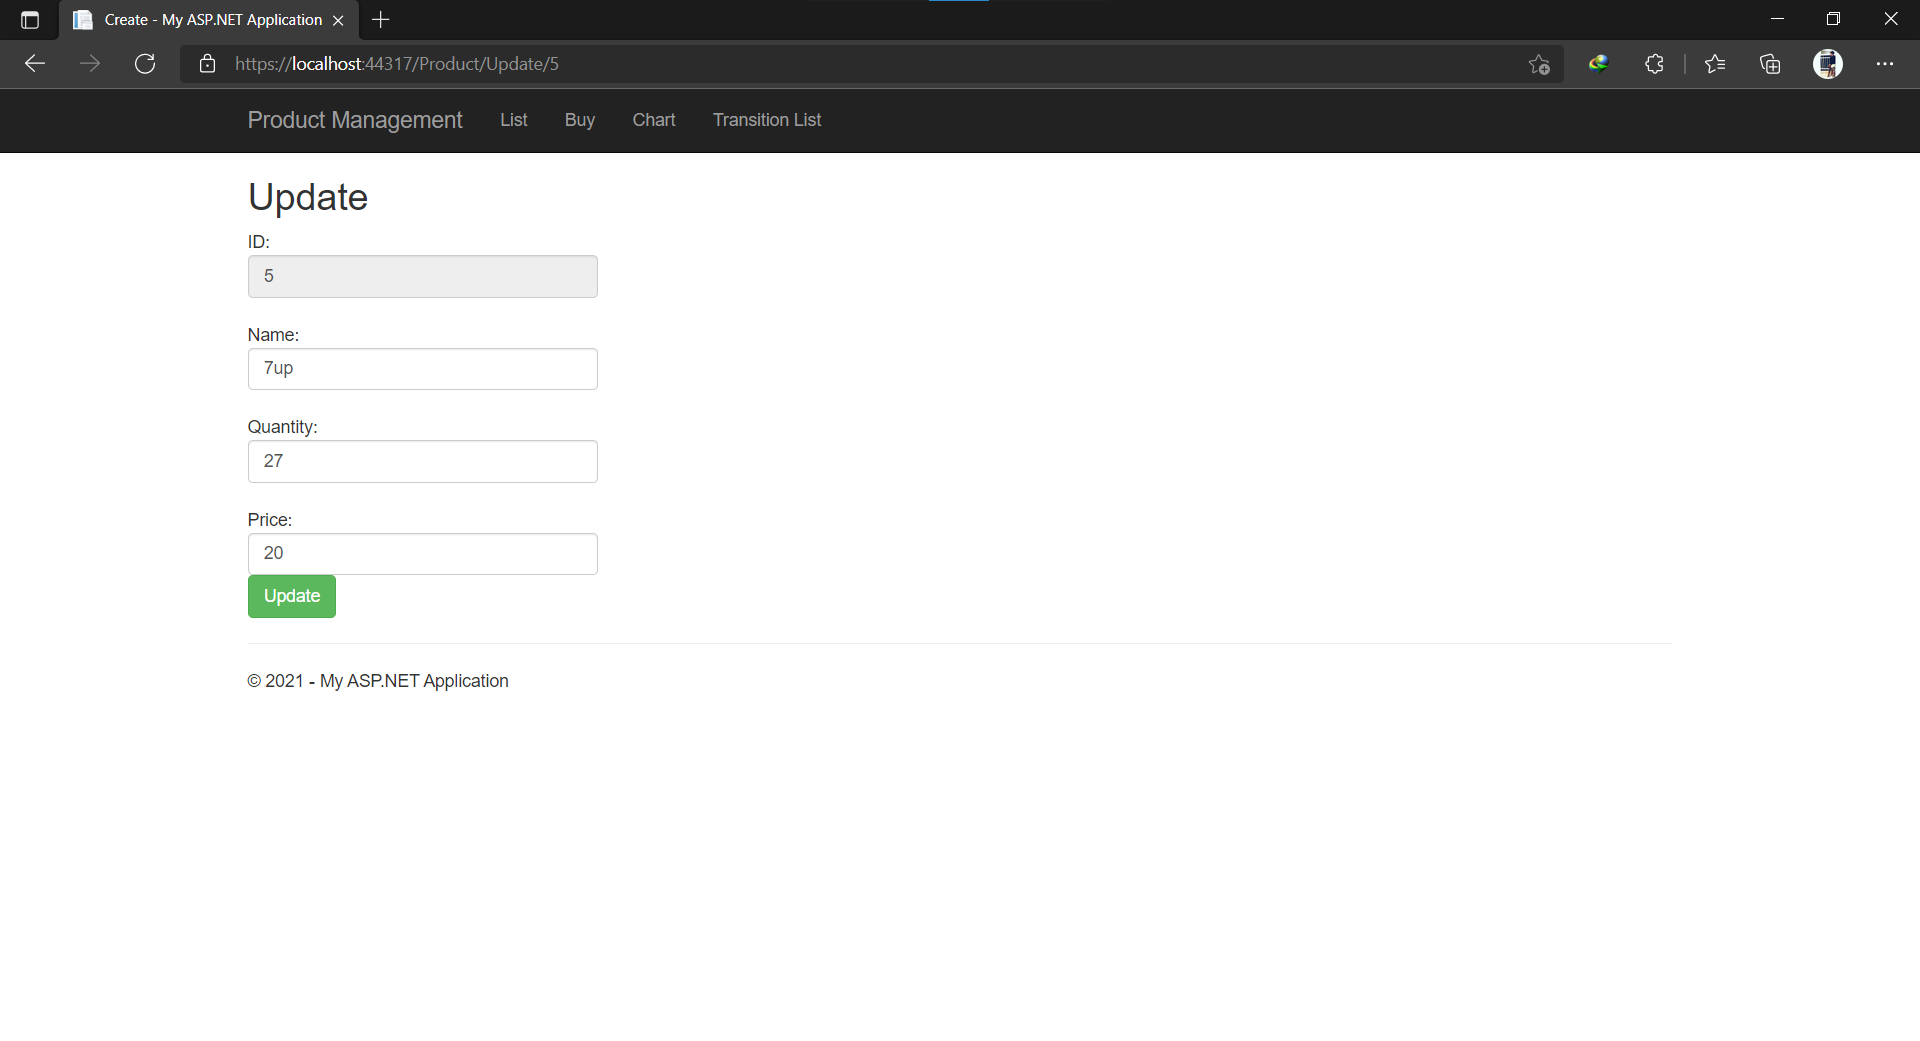 Create - My ASP.NET Application
https://localhost:44317/Product/Update/5
Product Management List Buy Chart Transition List
Update
ID:
5
Name:
7up
Quantity:
27
Price:
20
Update
© 2021 - My ASP.NET Application